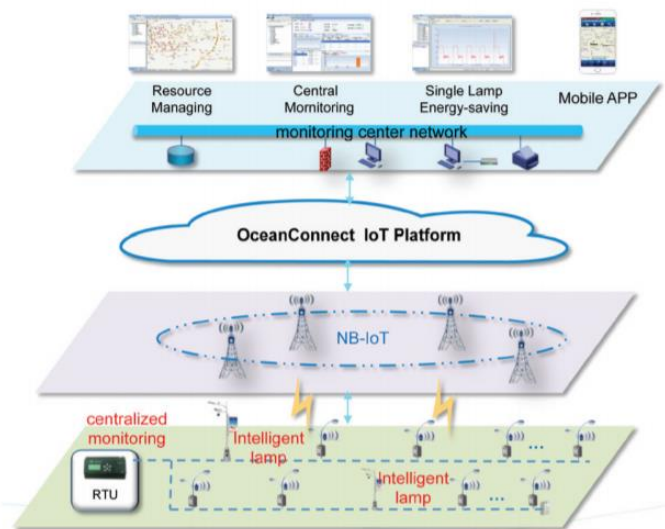 Resource
Managing
Central
Mornitoring
Single Lamp
Energy-saving
Mobile APP
monitoring center network
OceanConnect IoT Platform
NB-IoT
centralized
monitoring
Intelligent
lamp
RTU
Intelligent
lamp